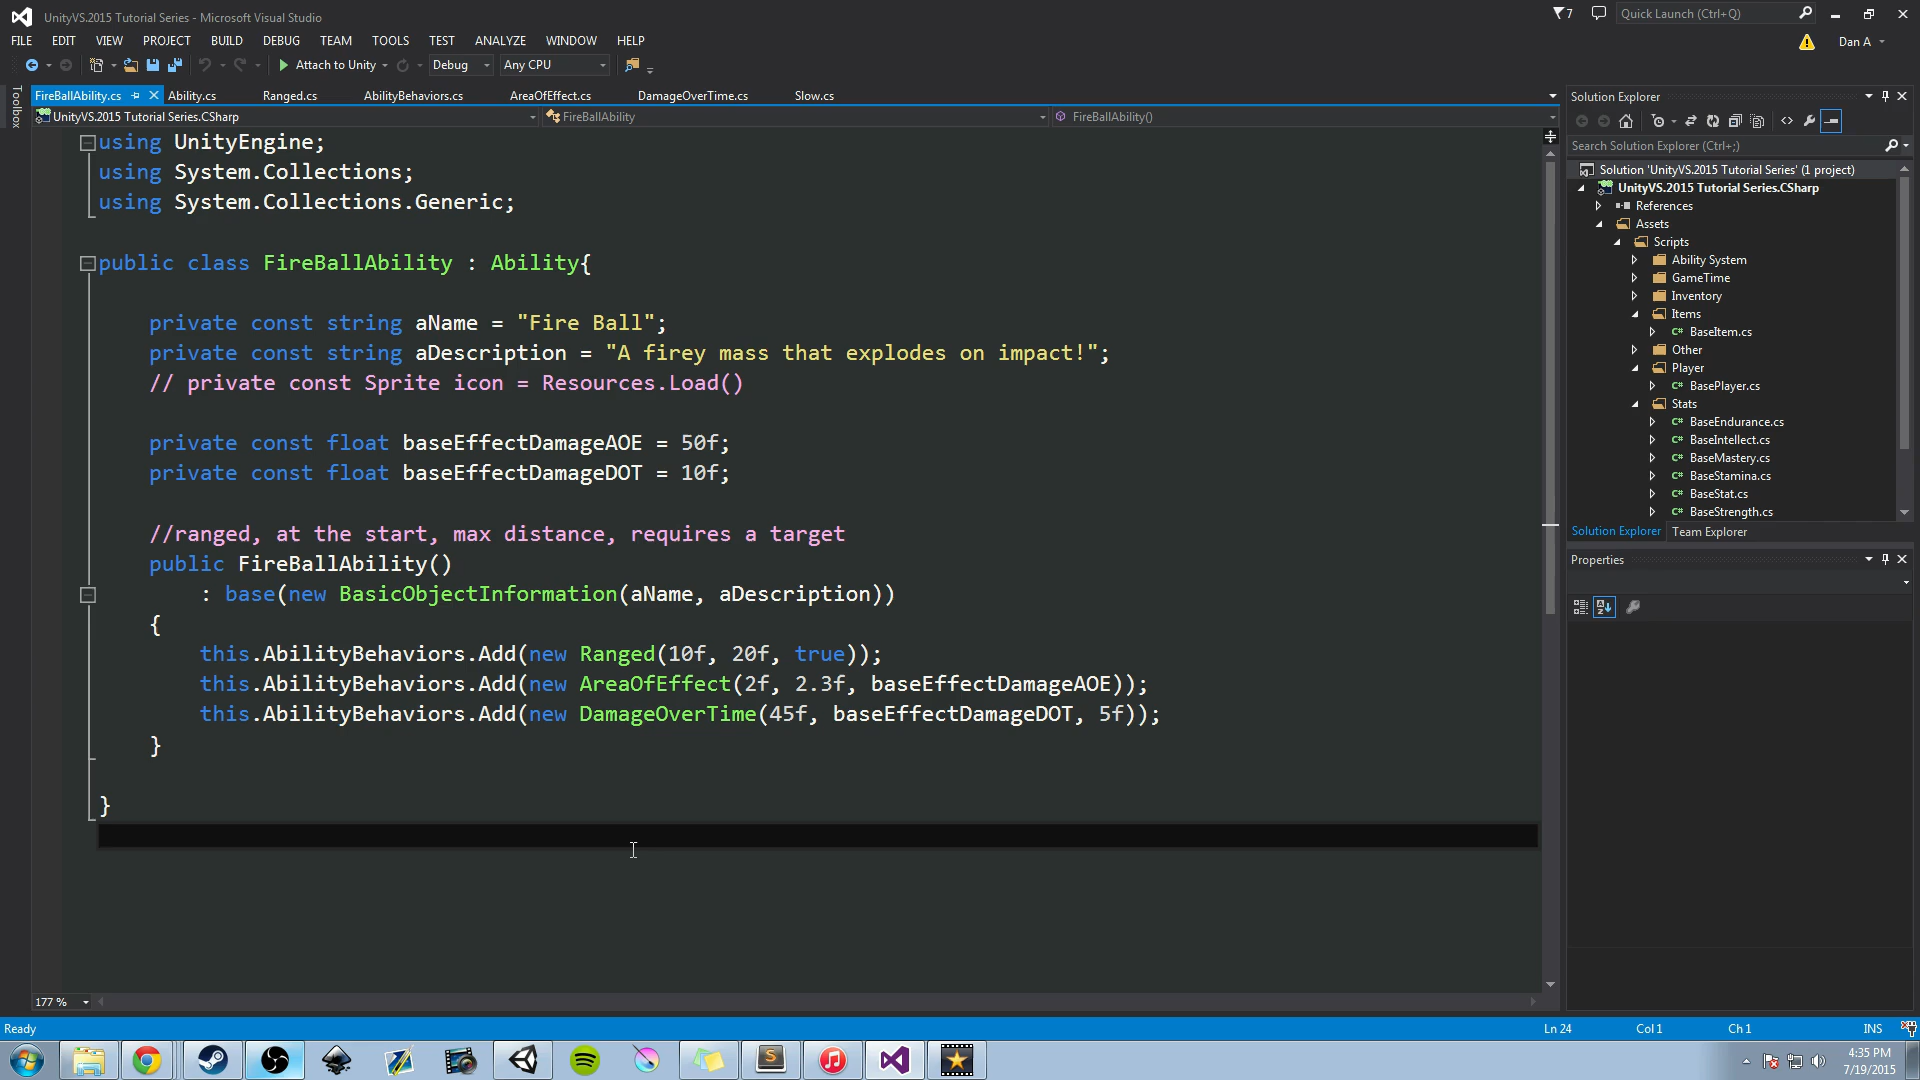 UnityVS.2015 Tutorial Series - Microsoft Visual Studio
7
Quick Launch (Ctrl+Q)
FILE EDIT VIEW PROJECT BUILD DEBUG TEAM TOOLS TEST ANALYZE WINDOW HELP
Dan A
Attach to Unity Debug Any CPU
Toolbox
FireBallAbility.cs Ability.cs Ranged.cs AbilityBehaviors.cs AreaOfEffect.cs DamageOverTime.cs Slow.cs
UnityVS.2015 Tutorial Series.CSharp FireBallAbility FireBallAbility()
using UnityEngine;
using System.Collections;
using System.Collections.Generic;
public class FireBallAbility : Ability{
private const string aName = "Fire Ball";
private const string aDescription = "A firey mass that explodes on impact!";
// private const Sprite icon = Resources.Load()
private const float baseEffectDamageAOE = 50f;
private const float baseEffectDamageDOT = 10f;
//ranged, at the start, max distance, requires a target
public FireBallAbility()
: base(new BasicObjectInformation(aName, aDescription))
{
this.AbilityBehaviors.Add(new Ranged(10f, 20f, true));
this.AbilityBehaviors.Add(new AreaOfEffect(2f, 2.3f, baseEffectDamageAOE));
this.AbilityBehaviors.Add(new DamageOverTime(45f, baseEffectDamageDOT, 5f));
}
}
177 %
Solution Explorer
Search Solution Explorer (Ctrl+;)
Solution 'UnityVS.2015 Tutorial Series' (1 project)
UnityVS.2015 Tutorial Series.CSharp
References
Assets
Scripts
Ability System
GameTime
Inventory
Items
C# BaseItem.cs
Other
Player
C# BasePlayer.cs
Stats
C# BaseEndurance.cs
C# BaseIntellect.cs
C# BaseMastery.cs
C# BaseStamina.cs
C# BaseStat.cs
C# BaseStrength.cs
Solution Explorer Team Explorer
Properties
Ready Ln 24 Col 1 Ch 1 INS
4:35 PM
7/19/2015